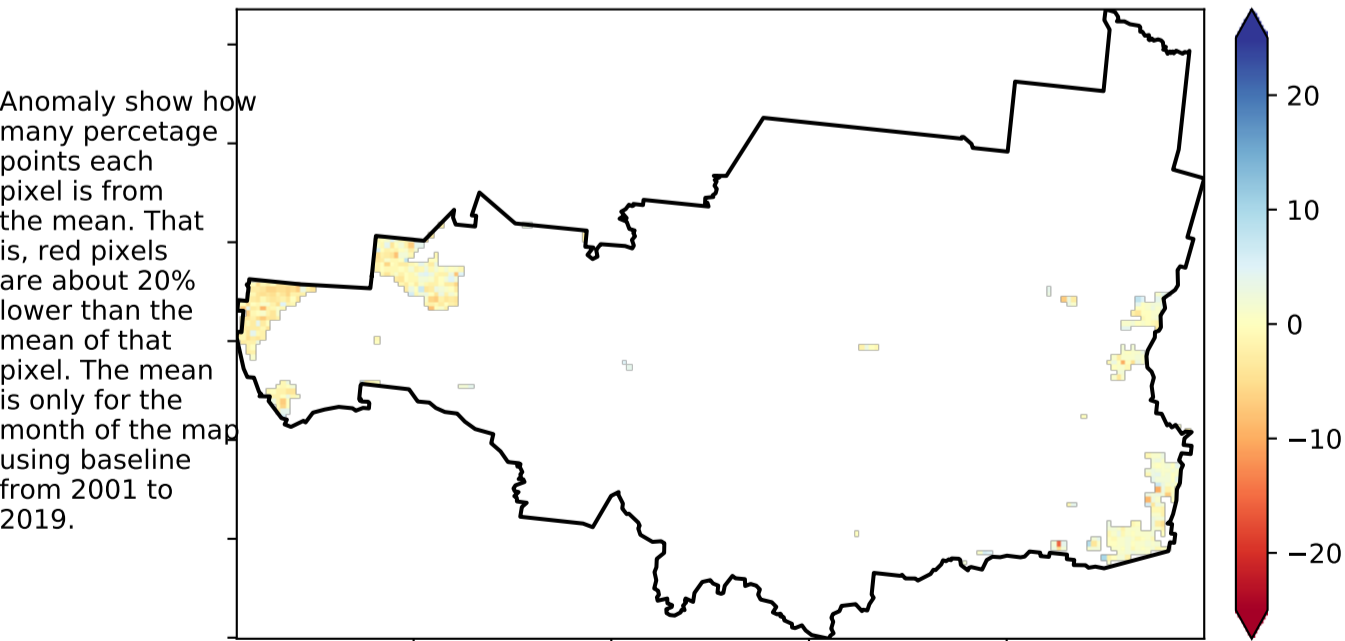 Anomaly show how
many percetage
points each
pixel is from
the mean. That
is, red pixels
are about 20%
lower than the
mean of that
pixel. The mean
is only for the
month of the map
using baseline
from 2001 to
2019.
20
10
0
−10
−20